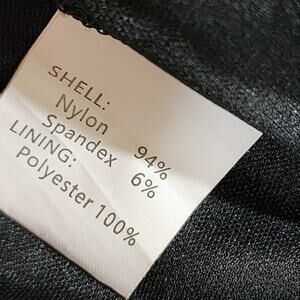 SHELL:
Nylon 94%
Spandex 6%
LINING:
Polyester 100%